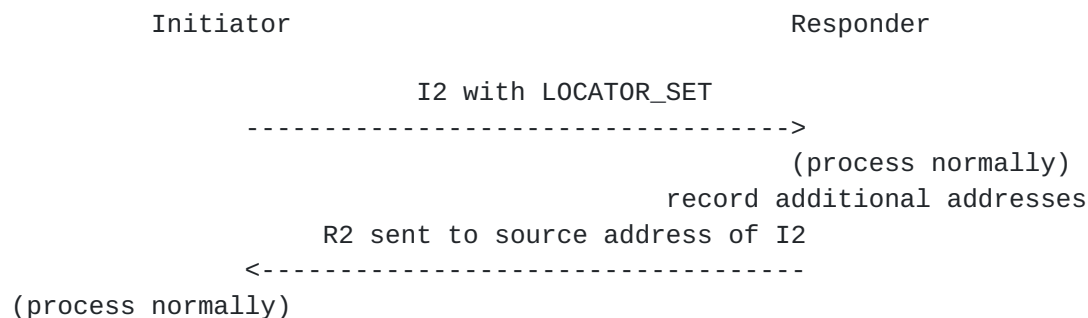 Initiator                                Responder
I2 with LOCATOR_SET
----------------------------------->
(process normally)
record additional addresses
R2 sent to source address of I2
<-----------------------------------
(process normally)